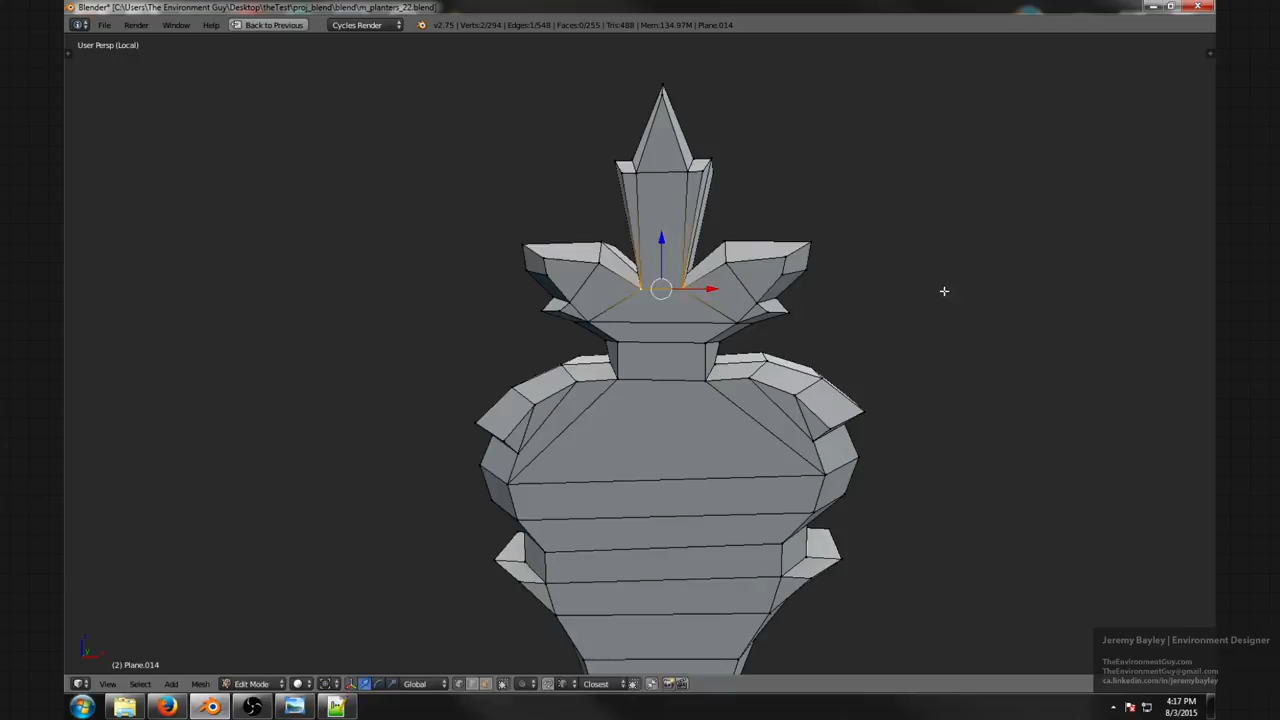 Blender* [C:\Users\The Environment Guy\Desktop\theTest\proj_blend\blend\m_planters_22.blend]
File Render Window Help Back to Previous Cycles Render v2.75 | Verts:2/294 | Edges:1/548 | Faces:0/255 | Tris:488 | Mem:134.97M | Plane.014
User Persp (Local)
Jeremy Bayley | Environment Designer
TheEnvironmentGuy.com
TheEnvironmentGuy@gmail.com
ca.linkedin.com/in/jeremybayley
(2) Plane.014
View Select Add Mesh Edit Mode Global Closest
4:17 PM
8/3/2015